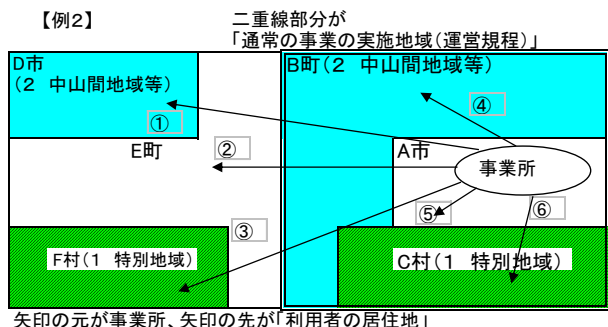 【例2】
二重線部分が
「通常の事業の実施地域(運営規程)」
D市
(2 中山間地域等)
B町(2 中山間地域等)
①
④
E町
②
A市
事業所
⑤
⑥
③
F村(1 特別地域)
C村(1 特別地域)
矢印の元が事業所、矢印の先が「利用者の居住地」